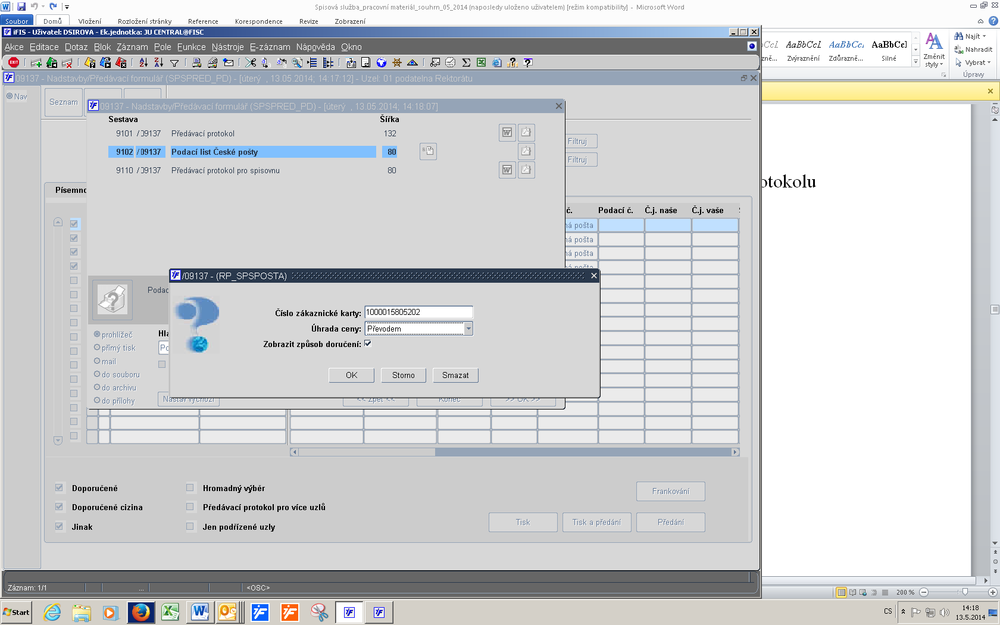 Spisová služba_pracovní materiál_souhrn_05_2014 (naposledy uloženo uživatelem) [režim kompatibility] - Microsoft Word
Soubor Domů Vložení Rozložení stránky Reference Korespondence Revize Zobrazení
iFIS - Uživatel: DSIROVA - Ek.jednotka: JU CENTRAL@FISC
Akce Editace Dotaz Blok Záznam Pole Funkce Nástroje E-záznam Nápověda Okno
EXIT
AaBbCcL AaBbCc. AaBbCcI
Zvýraznění Zdůrazně... Silné
Změnit styly
Najít
Nahradit
Vybrat
Úpravy
/09137 - Nadstavby/Předávací formulář (SPSPRED_PD) - [úterý , 13.05.2014; 14:17:12] - Uzel: 01 podatelna Rektorátu
Nav
Seznam
/09137 - Nadstavby/Předávací formulář (SPSPRED_PD) - [úterý , 13.05.2014; 14:18:07]
Sestava Šířka
9101 /09137 Předávací protokol 132
9102 /09137 Podací list České pošty 80
9110 /09137 Předávací protokol pro spisovnu 80
Filtruj
Filtruj
otokolu
Písemno
č. Podací č. Č.j. naše Č.j. vaše
ná pošta
ná pošta
ná pošta
ná pošta
/09137 - (RP_SPSPOSTA)
Podac
Číslo zákaznické karty: 1000015805202
Úhrada ceny: Převodem
Zobrazit způsob doručení:
OK Storno Smazat
prohlížeč
přímý tisk
mail
do souboru
do archivu
do přílohy
Hla
Po
Nastav výchozí << Zpět << Konec >> OK >>
Doporučeně Hromadný výběr
Doporučeně cizina Předávací protokol pro více uzlů
Jinak Jen podřízené uzly
Frankování
Tisk Tisk a předání Předání
Záznam: 1/1 ... <OSC>
200 %
Start
CS
14:18
13.5.2014